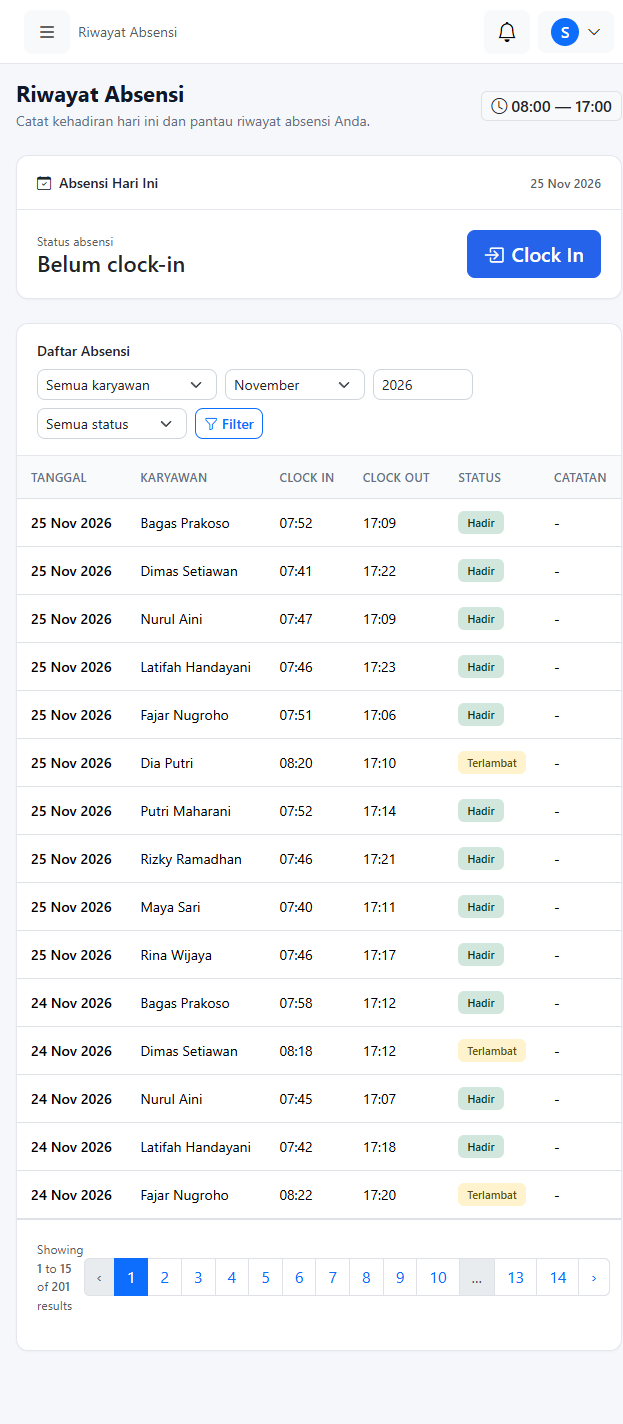 Riwayat Absensi
S
Riwayat Absensi
Catat kehadiran hari ini dan pantau riwayat absensi Anda.
08:00 — 17:00
Absensi Hari Ini
25 Nov 2026
Status absensi
Belum clock-in
Clock In
Daftar Absensi
Semua karyawan November 2026
Semua status Filter
TANGGAL KARYAWAN CLOCK IN CLOCK OUT STATUS CATATAN
25 Nov 2026 Bagas Prakoso 07:52 17:09 Hadir -
25 Nov 2026 Dimas Setiawan 07:41 17:22 Hadir -
25 Nov 2026 Nurul Aini 07:47 17:09 Hadir -
25 Nov 2026 Latifah Handayani 07:46 17:23 Hadir -
25 Nov 2026 Fajar Nugroho 07:51 17:06 Hadir -
25 Nov 2026 Dia Putri 08:20 17:10 Terlambat -
25 Nov 2026 Putri Maharani 07:52 17:14 Hadir -
25 Nov 2026 Rizky Ramadhan 07:46 17:21 Hadir -
25 Nov 2026 Maya Sari 07:40 17:11 Hadir -
25 Nov 2026 Rina Wijaya 07:46 17:17 Hadir -
24 Nov 2026 Bagas Prakoso 07:58 17:12 Hadir -
24 Nov 2026 Dimas Setiawan 08:18 17:12 Terlambat -
24 Nov 2026 Nurul Aini 07:45 17:07 Hadir -
24 Nov 2026 Latifah Handayani 07:42 17:18 Hadir -
24 Nov 2026 Fajar Nugroho 08:22 17:20 Terlambat -
Showing
1 to 15
of 201
results
‹ 1 2 3 4 5 6 7 8 9 10 ... 13 14 ›